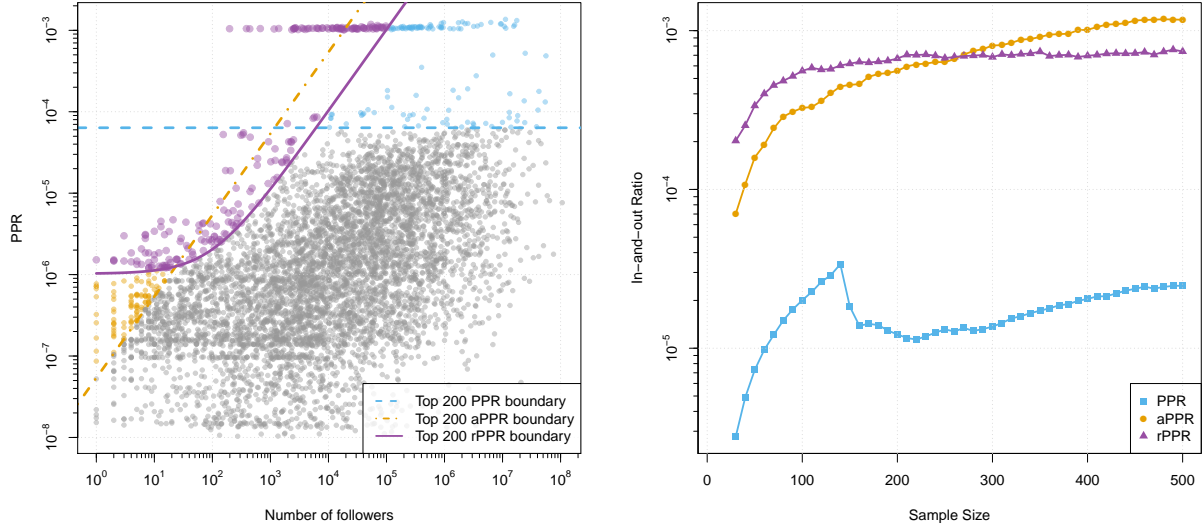 PPR
10^-3
10^-4
10^-5
10^-6
10^-7
10^-8
10^0 10^1 10^2 10^3 10^4 10^5 10^6 10^7 10^8
Number of followers
Top 200 PPR boundary
Top 200 aPPR boundary
Top 200 rPPR boundary
In−and−out Ratio
10^-3
10^-4
10^-5
0 100 200 300 400 500
Sample Size
PPR
aPPR
rPPR